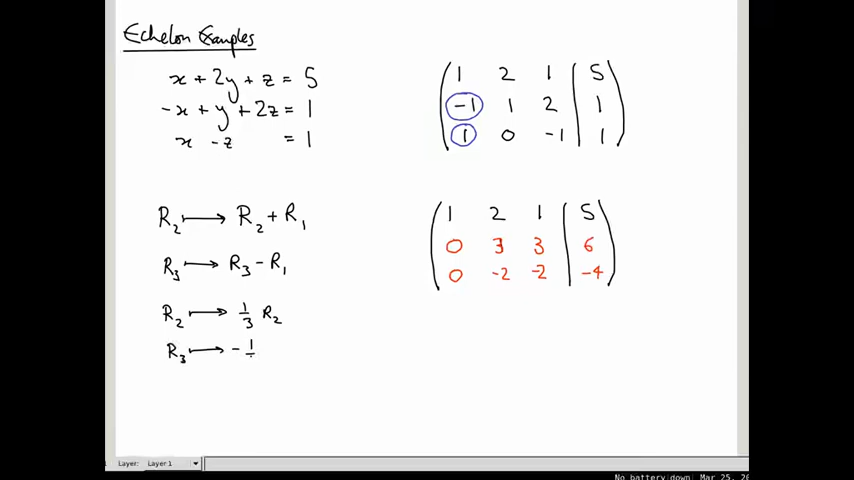 Echelon Examples
x + 2y + z = 5
-x + y + 2z = 1
x - z = 1
1 2 1 | 5
-1 1 2 | 1
1 0 -1 | 1
R₂ ⟼ R₂ + R₁
R₃ ⟼ R₃ - R₁
R₂ ⟼ 1/3 R₂
R₃ ⟼ - 1/
1 2 1 | 5
0 3 3 | 6
0 -2 -2 | -4
Layer: Layer 1
No battery down Mar 25, 20